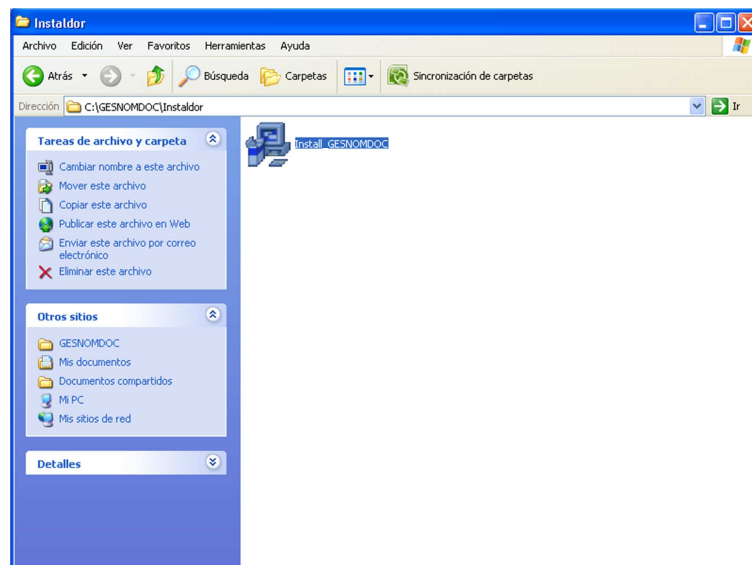 Instaldor
Archivo Edición Ver Favoritos Herramientas Ayuda
Atrás Búsqueda Carpetas Sincronización de carpetas
Dirección C:\GESNOMDOC\Instaldor Ir
Tareas de archivo y carpeta
Cambiar nombre a este archivo
Mover este archivo
Copiar este archivo
Publicar este archivo en Web
Enviar este archivo por correo
electrónico
Eliminar este archivo
Otros sitios
GESNOMDOC
Mis documentos
Documentos compartidos
Mi PC
Mis sitios de red
Detalles
Install_GESNOMDOC